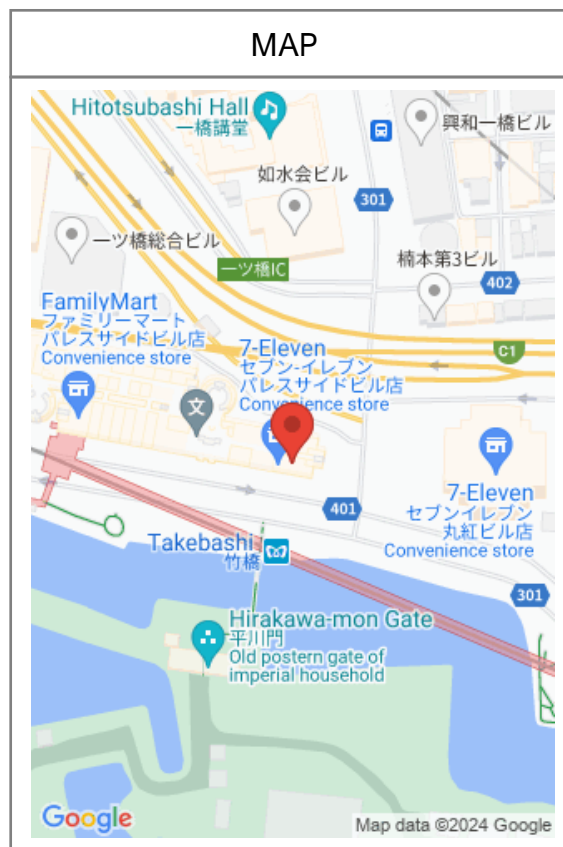 MAP
Hitotsubashi Hall
一橋講堂
興和一橋ビル
如水会ビル
301
一ツ橋総合ビル
一ツ橋IC
楠本第3ビル
402
FamilyMart
ファミリーマート
パレスサイドビル店
Convenience store
7-Eleven
セブン-イレブン
パレスサイドビル店
Convenience store
C1
文
7-Eleven
セブンイレブン
丸紅ビル店
Convenience store
401
Takebashi
竹橋
301
Hirakawa-mon Gate
平川門
Old postern gate of
imperial household
Google
Map data ©2024 Google